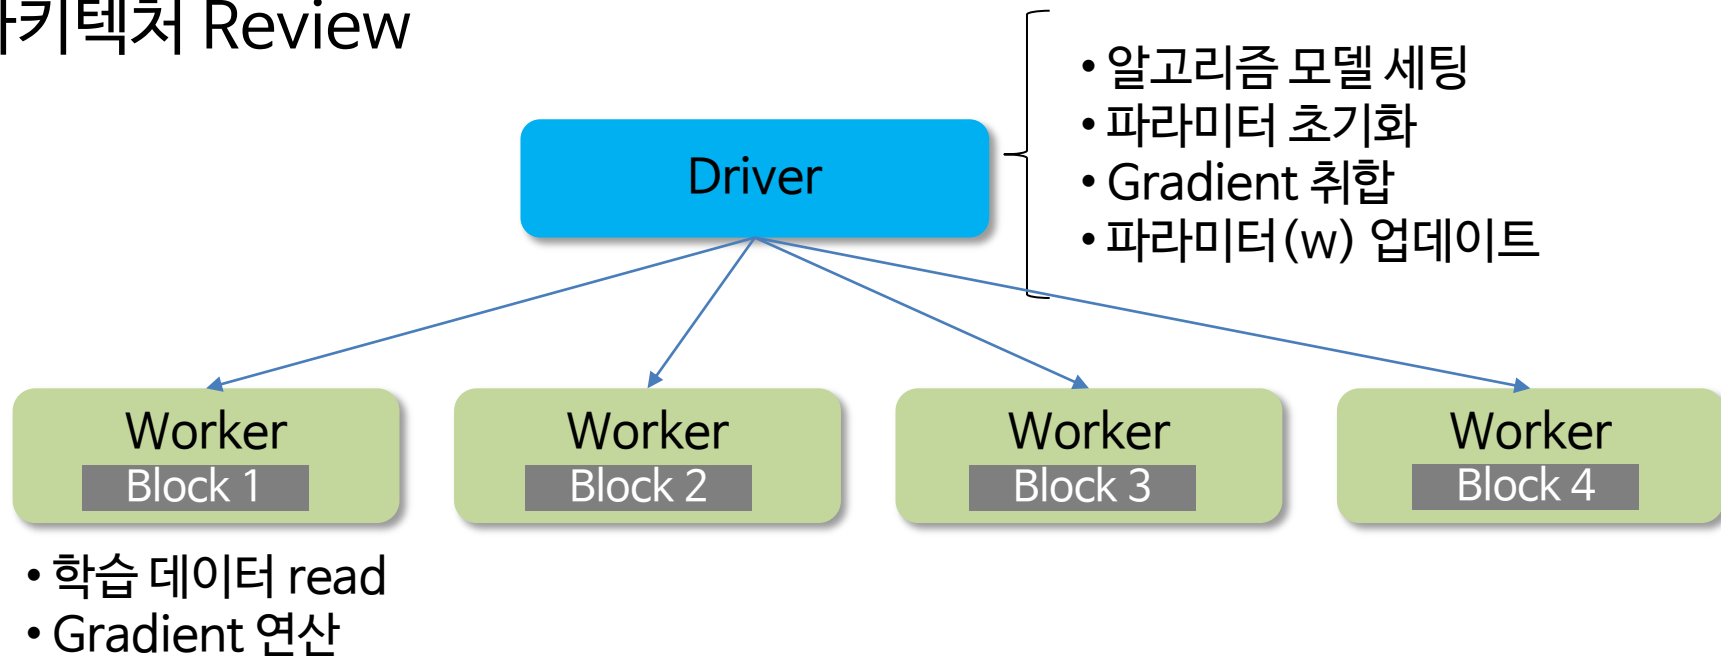 키텍처 Review
• 알고리즘 모델 세팅
• 파라미터 초기화
• Gradient 취합
• 파라미터(w) 업데이트
Driver
Worker
Block 1
Worker
Block 2
Worker
Block 3
Worker
Block 4
• 학습 데이터 read
• Gradient 연산